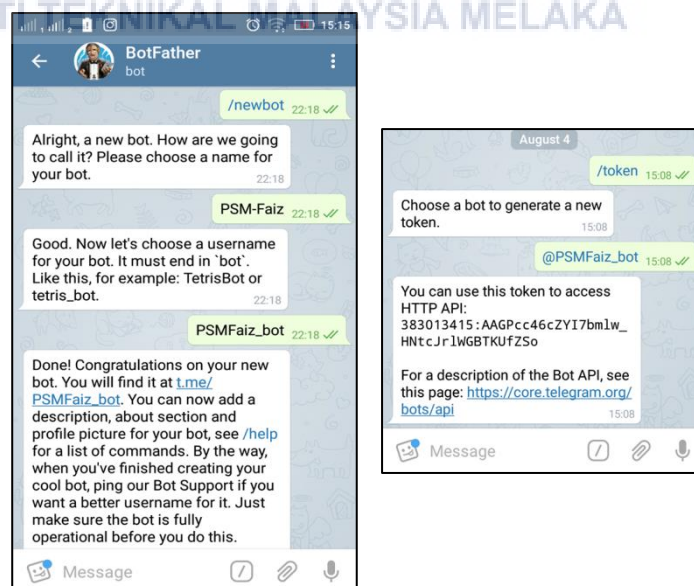 TI TEKNIKAL MALAYSIA MELAKA
15:15
BotFather
bot
/newbot 22:18
Alright, a new bot. How are we going
to call it? Please choose a name for
your bot.
22:18
PSM-Faiz 22:18
Good. Now let's choose a username
for your bot. It must end in `bot`.
Like this, for example: TetrisBot or
tetris_bot.
22:18
PSMFaiz_bot 22:18
Done! Congratulations on your new
bot. You will find it at t.me/
PSMFaiz_bot. You can now add a
description, about section and
profile picture for your bot, see /help
for a list of commands. By the way,
when you've finished creating your
cool bot, ping our Bot Support if you
want a better username for it. Just
make sure the bot is fully
operational before you do this.
Message
August 4
/token 15:08
Choose a bot to generate a new
token.
15:08
@PSMFaiz_bot 15:08
You can use this token to access
HTTP API:
383013415:AAGPcc46cZYI7bmlw_
HNtcJrlWGBTKUfZSo
For a description of the Bot API, see
this page: https://core.telegram.org/
bots/api
15:08
Message